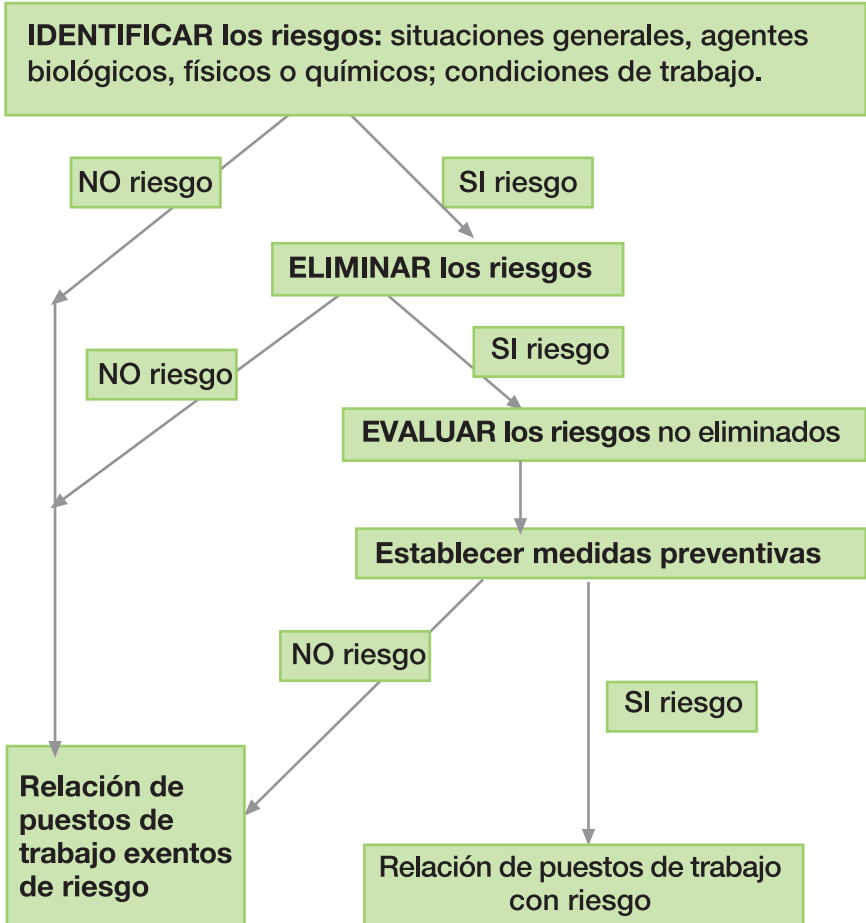 IDENTIFICAR los riesgos: situaciones generales, agentes
biológicos, físicos o químicos; condiciones de trabajo.
NO riesgo
SI riesgo
ELIMINAR los riesgos
NO riesgo
SI riesgo
EVALUAR los riesgos no eliminados
Establecer medidas preventivas
NO riesgo
SI riesgo
Relación de
puestos de
trabajo exentos
de riesgo
Relación de puestos de trabajo
con riesgo